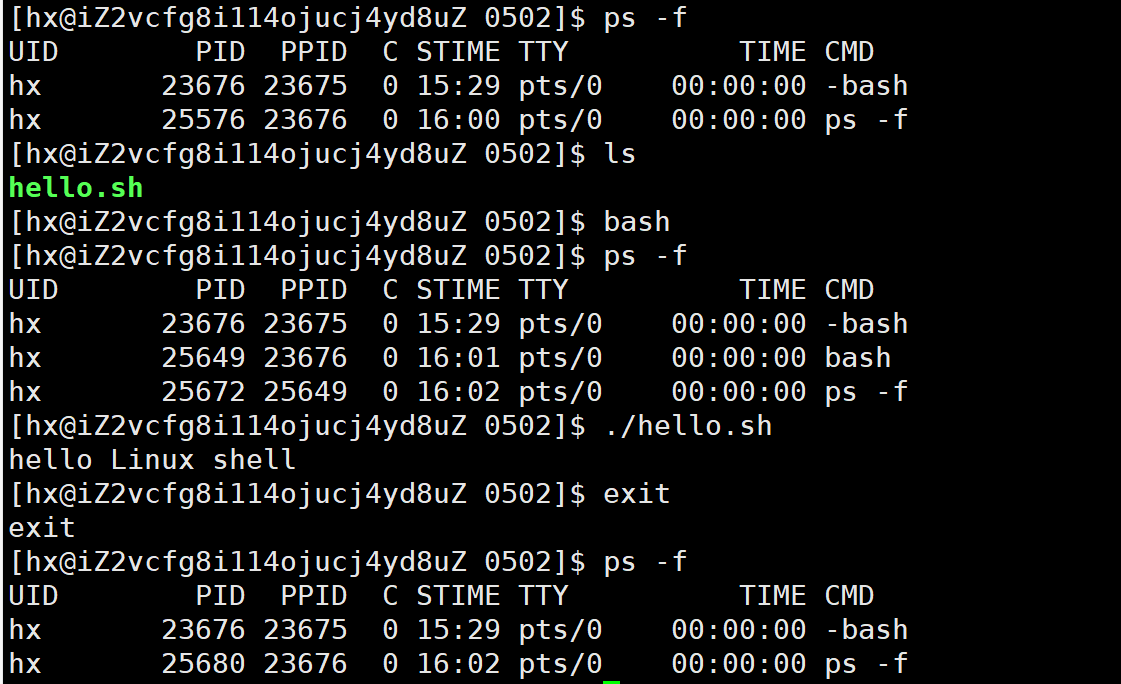 [hx@iZ2vcfg8i114ojucj4yd8uZ 0502]$ ps -f
UID        PID  PPID  C STIME TTY          TIME CMD
hx       23676 23675  0 15:29 pts/0    00:00:00 -bash
hx       25576 23676  0 16:00 pts/0    00:00:00 ps -f
[hx@iZ2vcfg8i114ojucj4yd8uZ 0502]$ ls
hello.sh
[hx@iZ2vcfg8i114ojucj4yd8uZ 0502]$ bash
[hx@iZ2vcfg8i114ojucj4yd8uZ 0502]$ ps -f
UID        PID  PPID  C STIME TTY          TIME CMD
hx       23676 23675  0 15:29 pts/0    00:00:00 -bash
hx       25649 23676  0 16:01 pts/0    00:00:00 bash
hx       25672 25649  0 16:02 pts/0    00:00:00 ps -f
[hx@iZ2vcfg8i114ojucj4yd8uZ 0502]$ ./hello.sh
hello Linux shell
[hx@iZ2vcfg8i114ojucj4yd8uZ 0502]$ exit
exit
[hx@iZ2vcfg8i114ojucj4yd8uZ 0502]$ ps -f
UID        PID  PPID  C STIME TTY          TIME CMD
hx       23676 23675  0 15:29 pts/0    00:00:00 -bash
hx       25680 23676  0 16:02 pts/0    00:00:00 ps -f